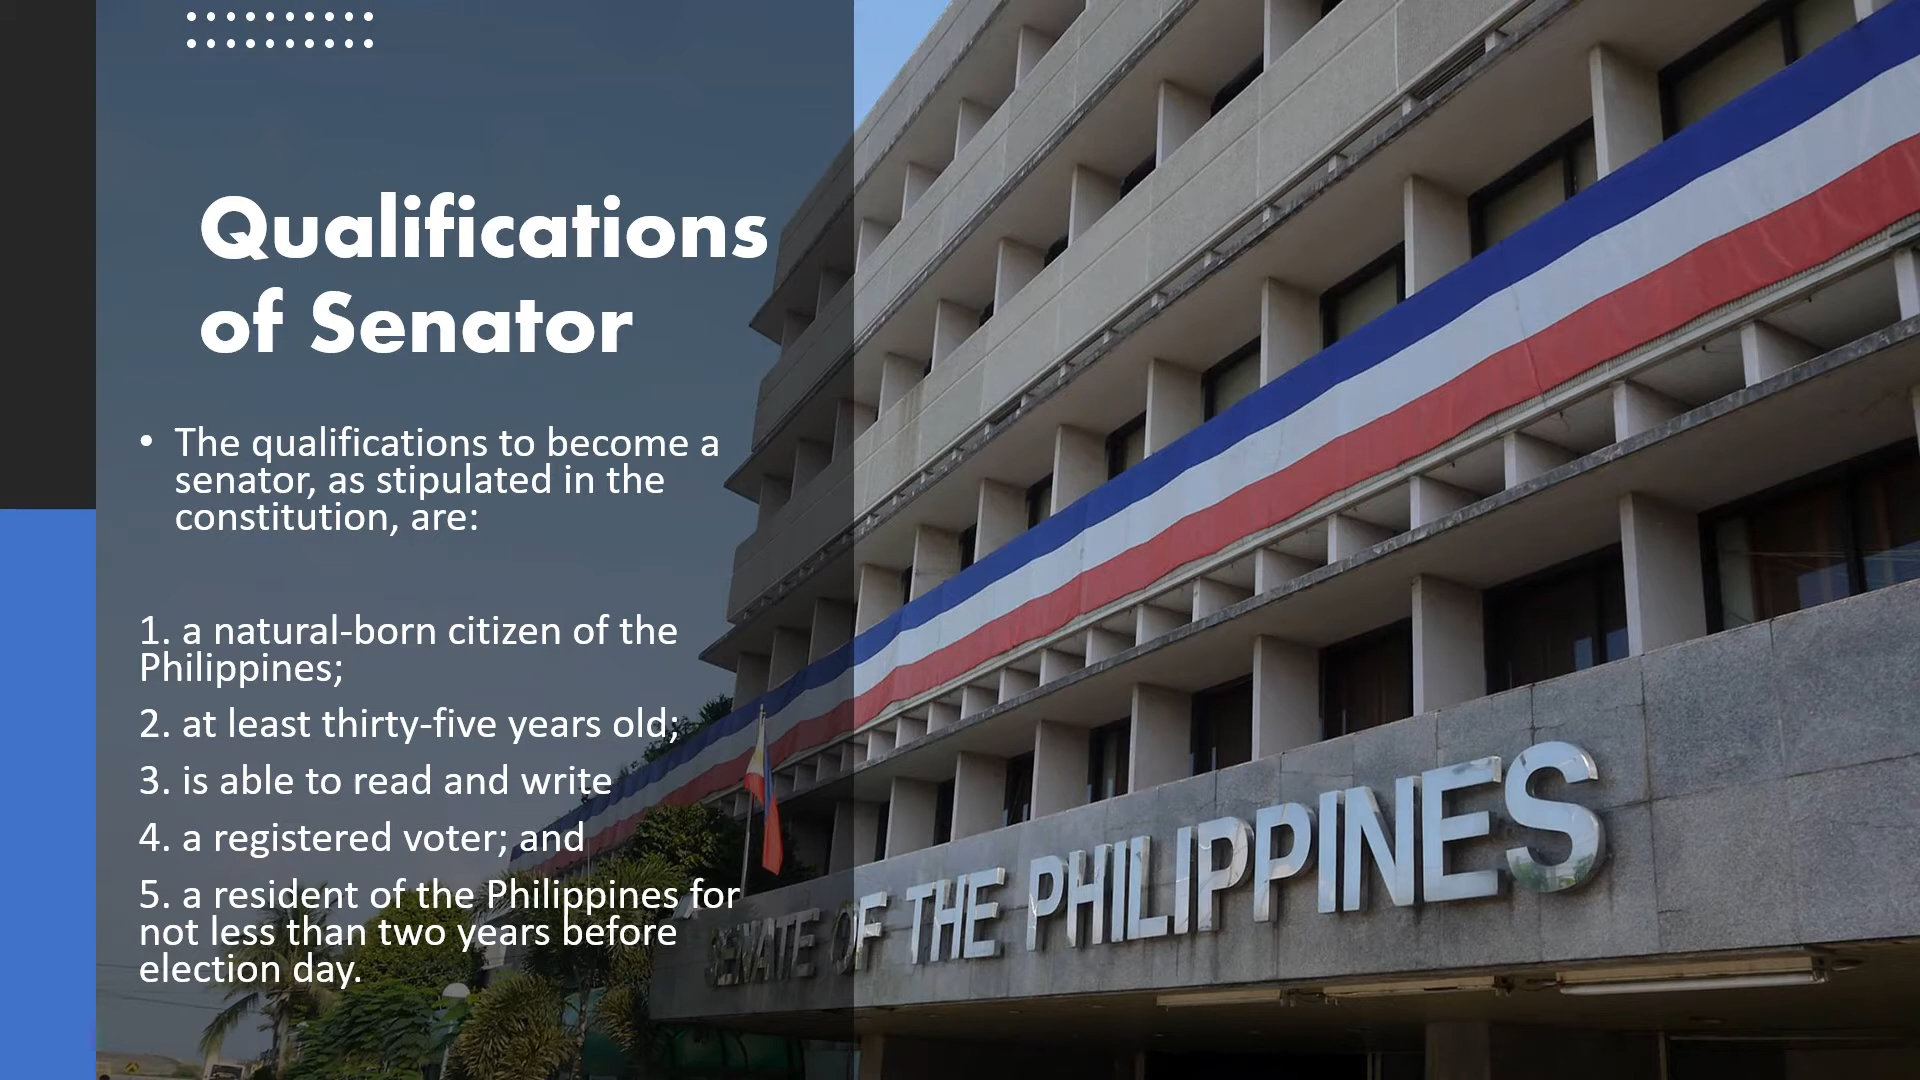 Qualifications
of Senator
• The qualifications to become a
senator, as stipulated in the
constitution, are:
1. a natural-born citizen of the
Philippines;
2. at least thirty-five years old;
3. is able to read and write
4. a registered voter; and
5. a resident of the Philippines for
not less than two years before
election day.
SENATE OF THE PHILIPPINES